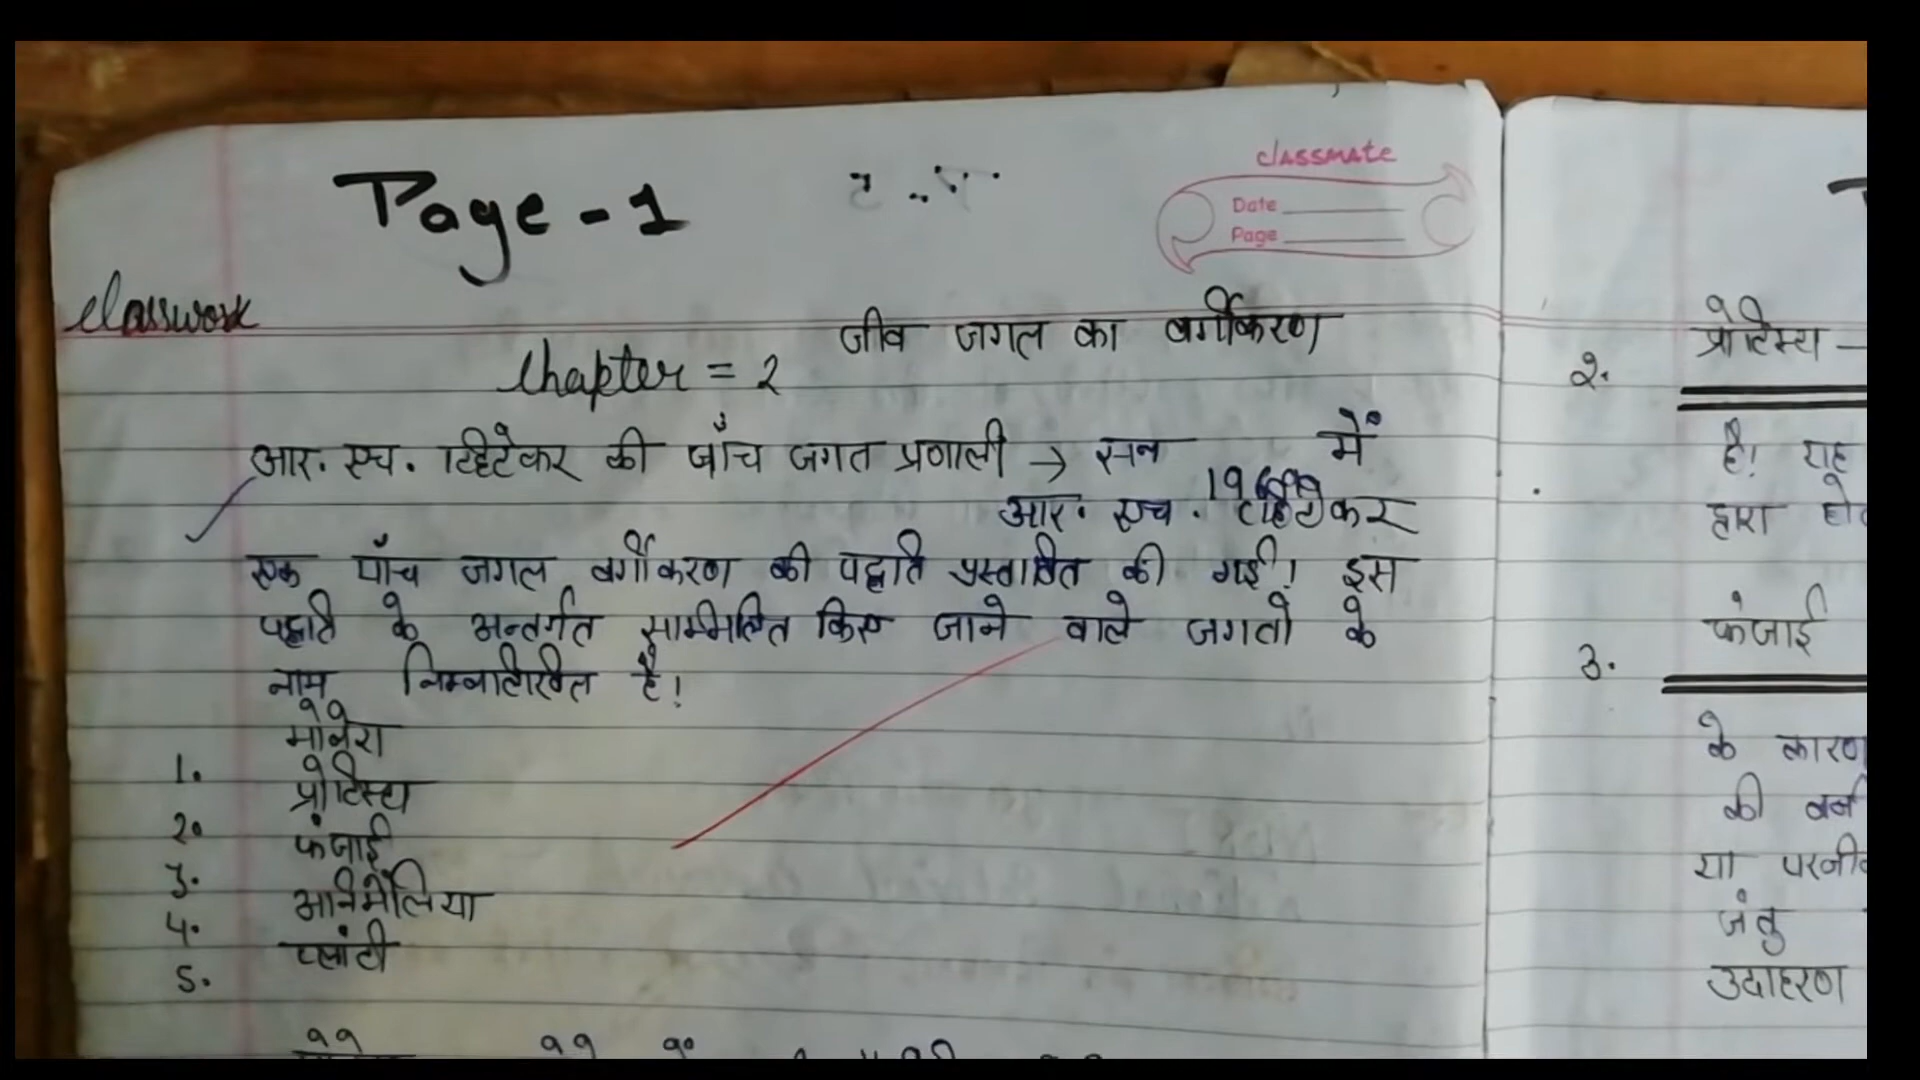 Page - 1
classmate
Date
Page
classwork
जीव जगत का वर्गीकरण
Chapter = 2
आर. एच. व्हिटेकर की पाँच जगत प्रणाली → सन 1969 में
आर. एच. व्हिटेकर
एक पाँच जगत वर्गीकरण की पद्धति प्रस्तावित की गई! इस
पद्धति के अन्तर्गत सम्मिलित किए जाने वाले जगतो के
नाम निम्नलिखित है!
1. मोनेरा
2. प्रोटिस्टा
3. फंजाई
4. आनिमेलिया
5. प्लांटी
2. प्रोटिस्टा -
है! यह
द्वारा
3. फंजाई
के कारण
की
या
जंतु
उदाहरण